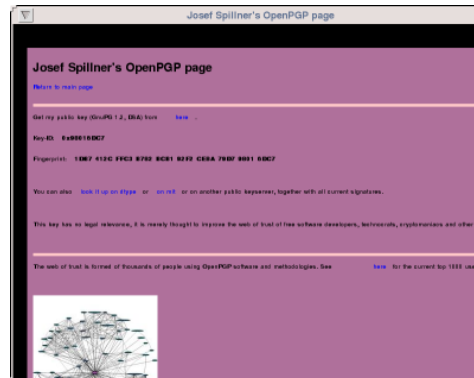 Josef Spillner's OpenPGP page
Josef Spillner's OpenPGP page
Return to main page
Get my public key (GnuPG 1.2, DSA) from here .
Key-ID:
Fingerprint:
You can also look it up on dtype or on mit or on another public keyserver, together with all current signatures.
This key has no legal relevance, it is merely thought to improve the web of trust of free software developers, technocrats, cryptomaniacs and other
The web of trust is formed of thousands of people using OpenPGP software and methodologies. See here for the current top 1000